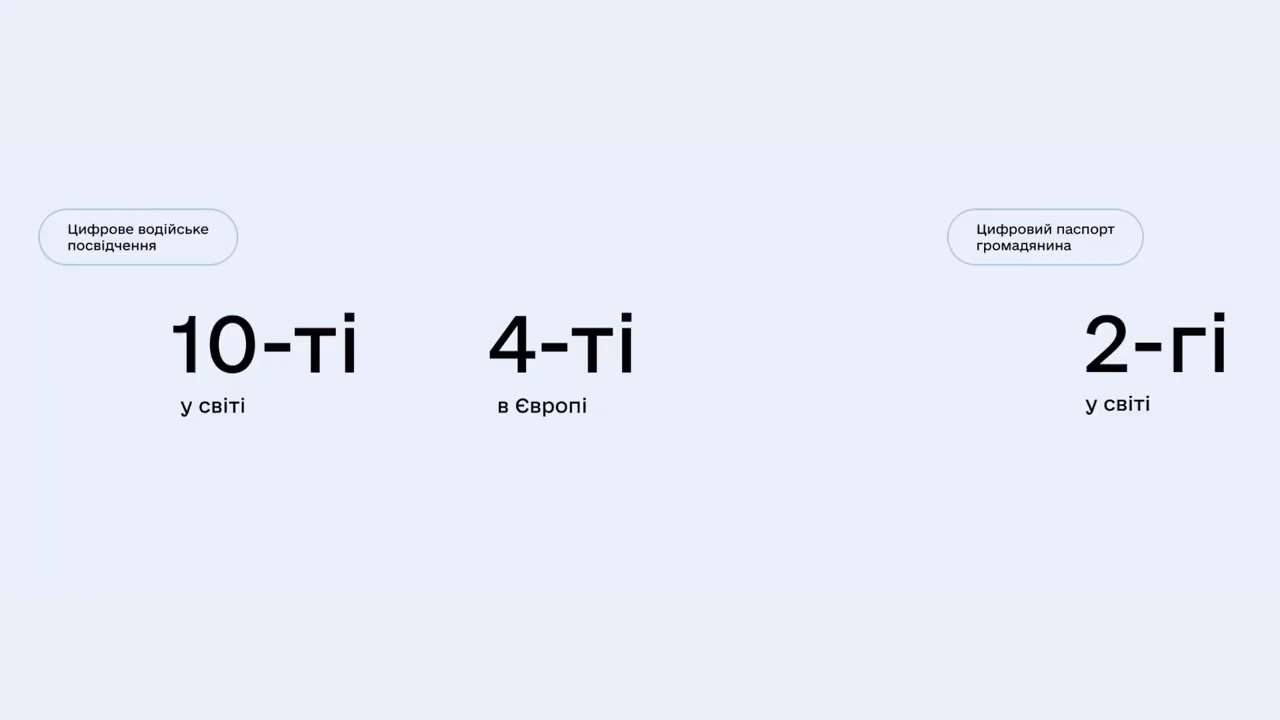 Цифрове водійське
посвідчення
10-ті
у світі
4-ті
в Європі
Цифровий паспорт
громадянина
2-гі
у світі